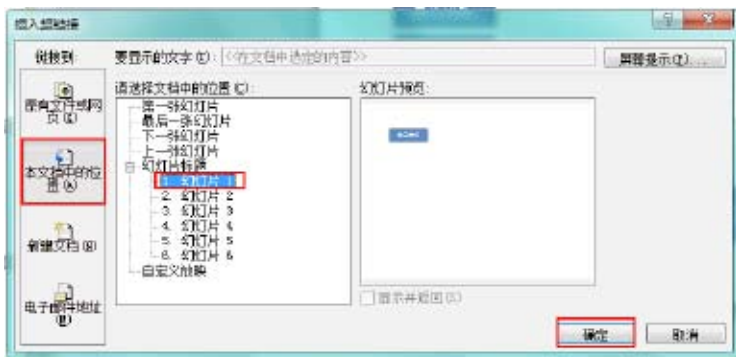 插入超链接
链接到:
要显示的文字(T): <<在文档中选定的内容>>
屏幕提示(P)...
原有文件或网页(X)
本文档中的位置(A)
新建文档(N)
电子邮件地址(M)
请选择文档中的位置(C):
第一张幻灯片
最后一张幻灯片
下一张幻灯片
上一张幻灯片
幻灯片标题
1. 幻灯片 1
2. 幻灯片 2
3. 幻灯片 3
4. 幻灯片 4
5. 幻灯片 5
6. 幻灯片 6
自定义放映
幻灯片预览:
显示并返回(S)
确定
取消